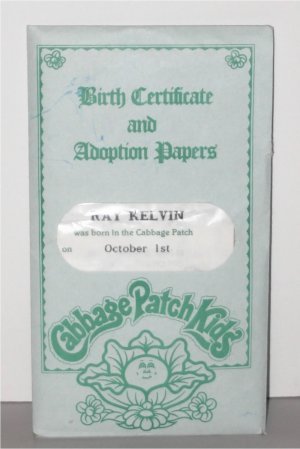 Birth Certificate
and
Adoption Papers
RAY KELVIN
was born in the Cabbage Patch
on October 1st
Cabbage Patch Kids